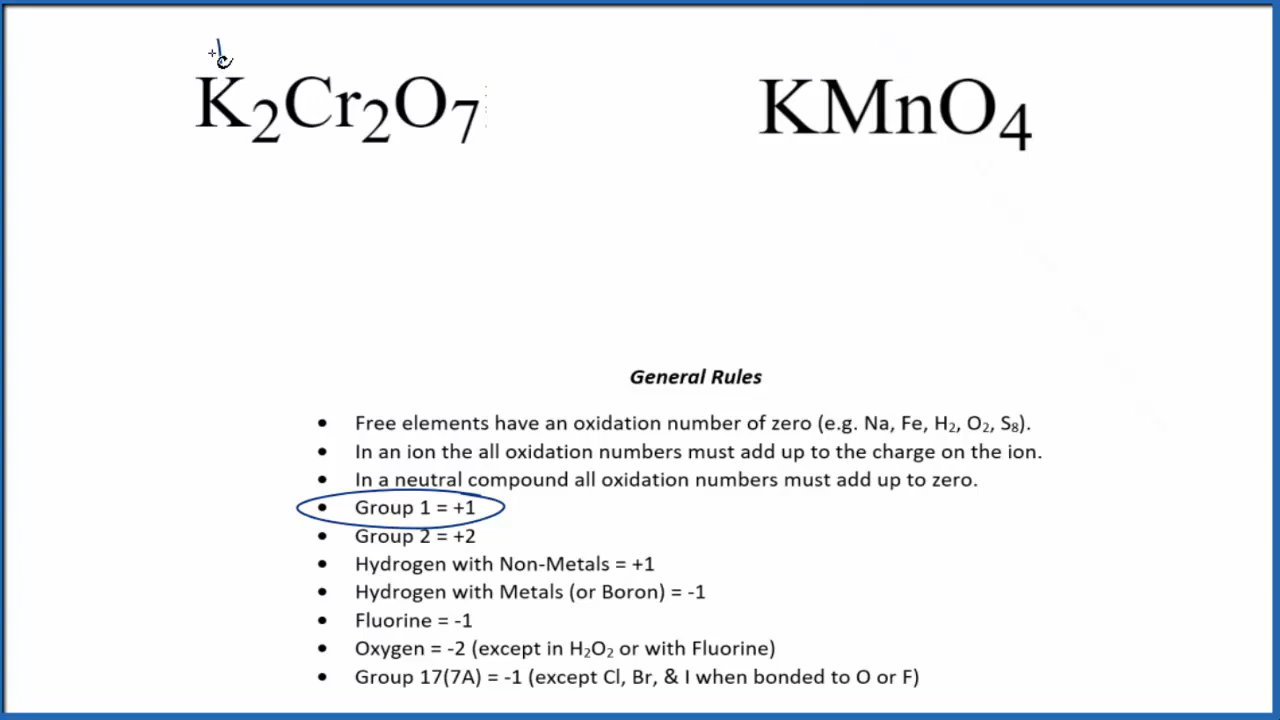 K₂Cr₂O₇ KMnO₄
General Rules
• Free elements have an oxidation number of zero (e.g. Na, Fe, H₂, O₂, S₈).
• In an ion the all oxidation numbers must add up to the charge on the ion.
• In a neutral compound all oxidation numbers must add up to zero.
• Group 1 = +1
• Group 2 = +2
• Hydrogen with Non-Metals = +1
• Hydrogen with Metals (or Boron) = -1
• Fluorine = -1
• Oxygen = -2 (except in H₂O₂ or with Fluorine)
• Group 17(7A) = -1 (except Cl, Br, & I when bonded to O or F)